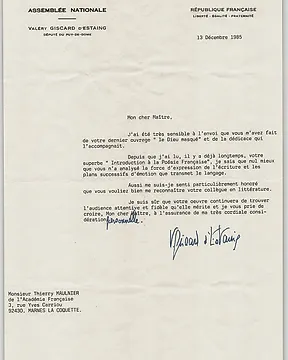 ASSEMBLÉE NATIONALE
VALÉRY GISCARD D'ESTAING
DÉPUTÉ DU PUY-DE-DÔME
RÉPUBLIQUE FRANÇAISE
LIBERTÉ - ÉGALITÉ - FRATERNITÉ
13 Décembre 1985
Mon cher Maître,
J'ai été très sensible à l'envoi que vous m'avez fait
de votre dernier ouvrage " le Dieu masqué" et de la dédicace qui
l'accompagnait.
Depuis que j'ai lu, il y a déjà longtemps, votre
superbe " Introduction à la Poésie Française", je sais que nul mieux
que vous n'a analysé la force d'expression de l'écriture et les
plans successifs d'émotion que transmet le langage.
Aussi me suis-je senti particulièrement honoré
que vous vouliez bien me reconnaître votre collègue en littérature.
Je suis sûr que votre oeuvre continuera de trouver
l'audience attentive et fidèle qu'elle mérite et je vous prie de
croire, Mon cher Maître, à l'assurance de ma très cordiale consi-
dération personnelle.
V Giscard d'Estaing
Monsieur Thierry MAULNIER
de l'Académie Française
3 rue Yves Carriou
92430. MARNES LA COQUETTE.